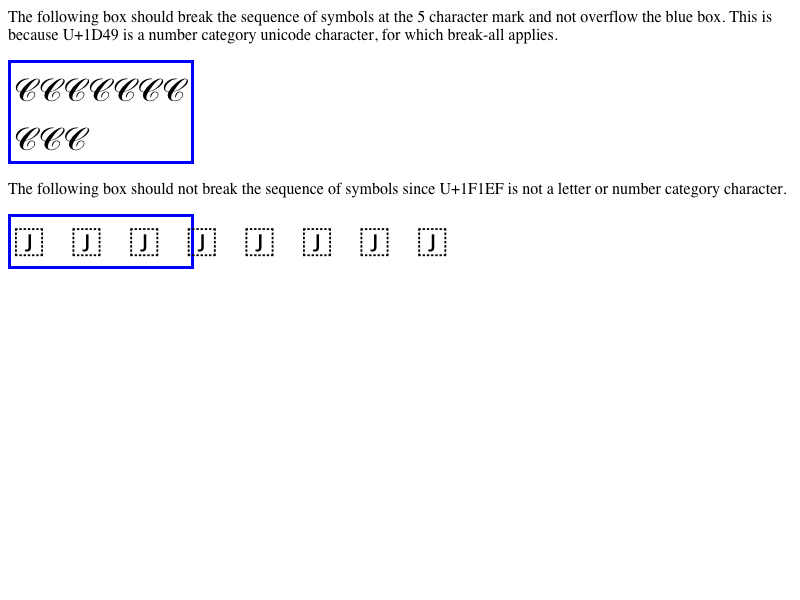 The following box should break the sequence of symbols at the 5 character mark and not overflow the blue box. This is
because U+1D49 is a number category unicode character, for which break-all applies.
𝒞𝒞𝒞𝒞𝒞𝒞𝒞
𝒞𝒞𝒞
The following box should not break the sequence of symbols since U+1F1EF is not a letter or number category character.
🇯 🇯 🇯 🇯 🇯 🇯 🇯 🇯